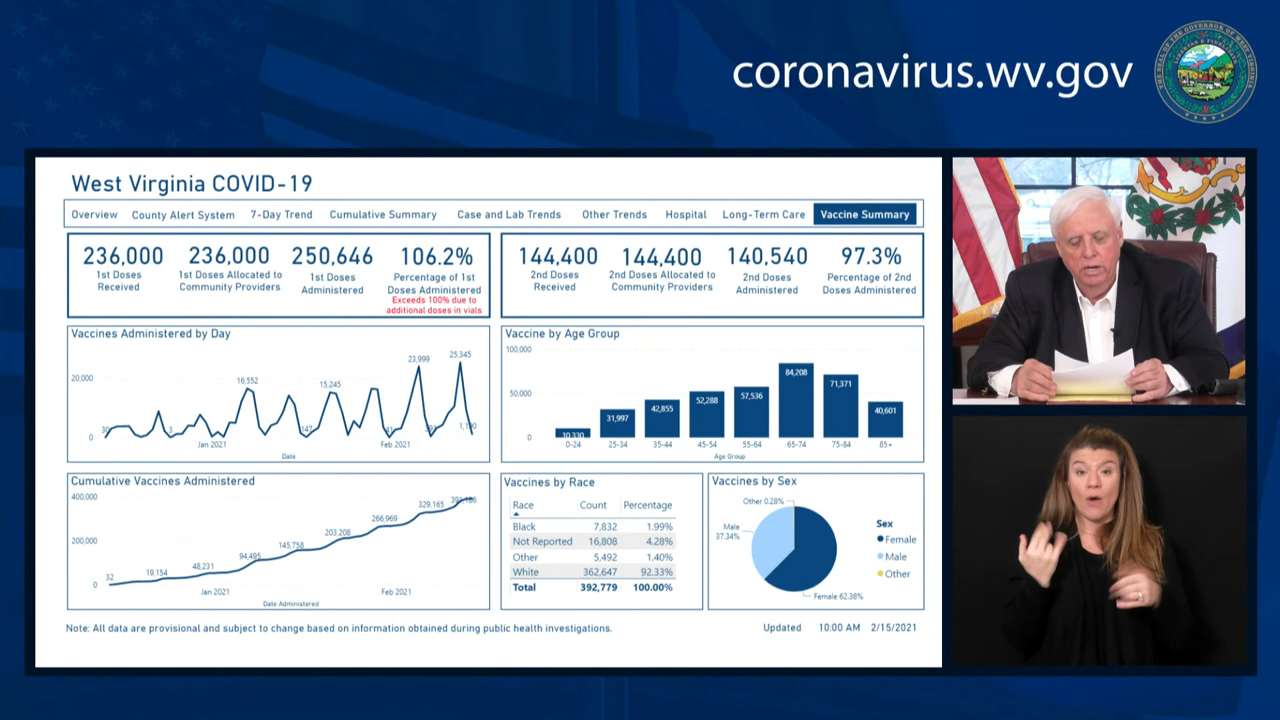 coronavirus.wv.gov
West Virginia COVID-19
Overview County Alert System 7-Day Trend Cumulative Summary Case and Lab Trends Other Trends Hospital Long-Term Care Vaccine Summary
236,000 236,000 250,646 106.2%
1st Doses Received
1st Doses Allocated to Community Providers
1st Doses Administered
Percentage of 1st Doses Administered
Exceeds 100% due to additional doses in vials
144,400 144,400 140,540 97.3%
2nd Doses Received
2nd Doses Allocated to Community Providers
2nd Doses Administered
Percentage of 2nd Doses Administered
Vaccines Administered by Day
20,000
0
30
3
16,552
147
15,245
23,999
25,345
Jan 2021 Feb 2021
Date
Vaccine by Age Group
100,000
50,000
0
10,330 31,997 42,855 52,288 57,536 84,208 71,371 40,601
0-24 25-34 35-44 45-54 55-64 65-74 75-84 85+
Age Group
Cumulative Vaccines Administered
400,000
200,000
0
32 19,154 48,231 94,495 145,758 203,208 266,969 329,165
Jan 2021 Feb 2021
Date Administered
Vaccines by Race
Race Count Percentage
Black 7,832 1.99%
Not Reported 16,808 4.28%
Other 5,492 1.40%
White 362,647 92.33%
Total 392,779 100.00%
Vaccines by Sex
Other 0.28%
Male 37.34%
Female 62.38%
Sex
Female
Male
Other
Note: All data are provisional and subject to change based on information obtained during public health investigations.
Updated 10:00 AM 2/15/2021